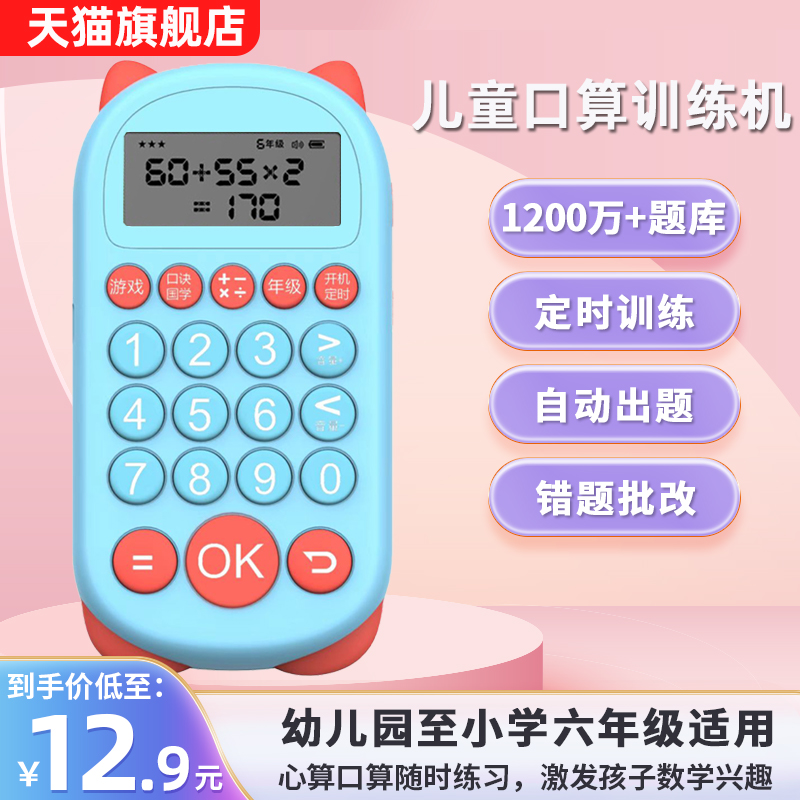 天猫旗舰店
儿童口算训练机
★★★ 6年级
60+55×2
=170
1200万+题库
定时训练
自动出题
错题批改
游戏
口诀
国学
+-
×÷
年级
开机
定时
1 2 3 >
音量+
4 5 6 <
音量-
7 8 9 0
= OK
到手价低至:
¥12.9元
幼儿园至小学六年级适用
心算口算随时练习，激发孩子数学兴趣